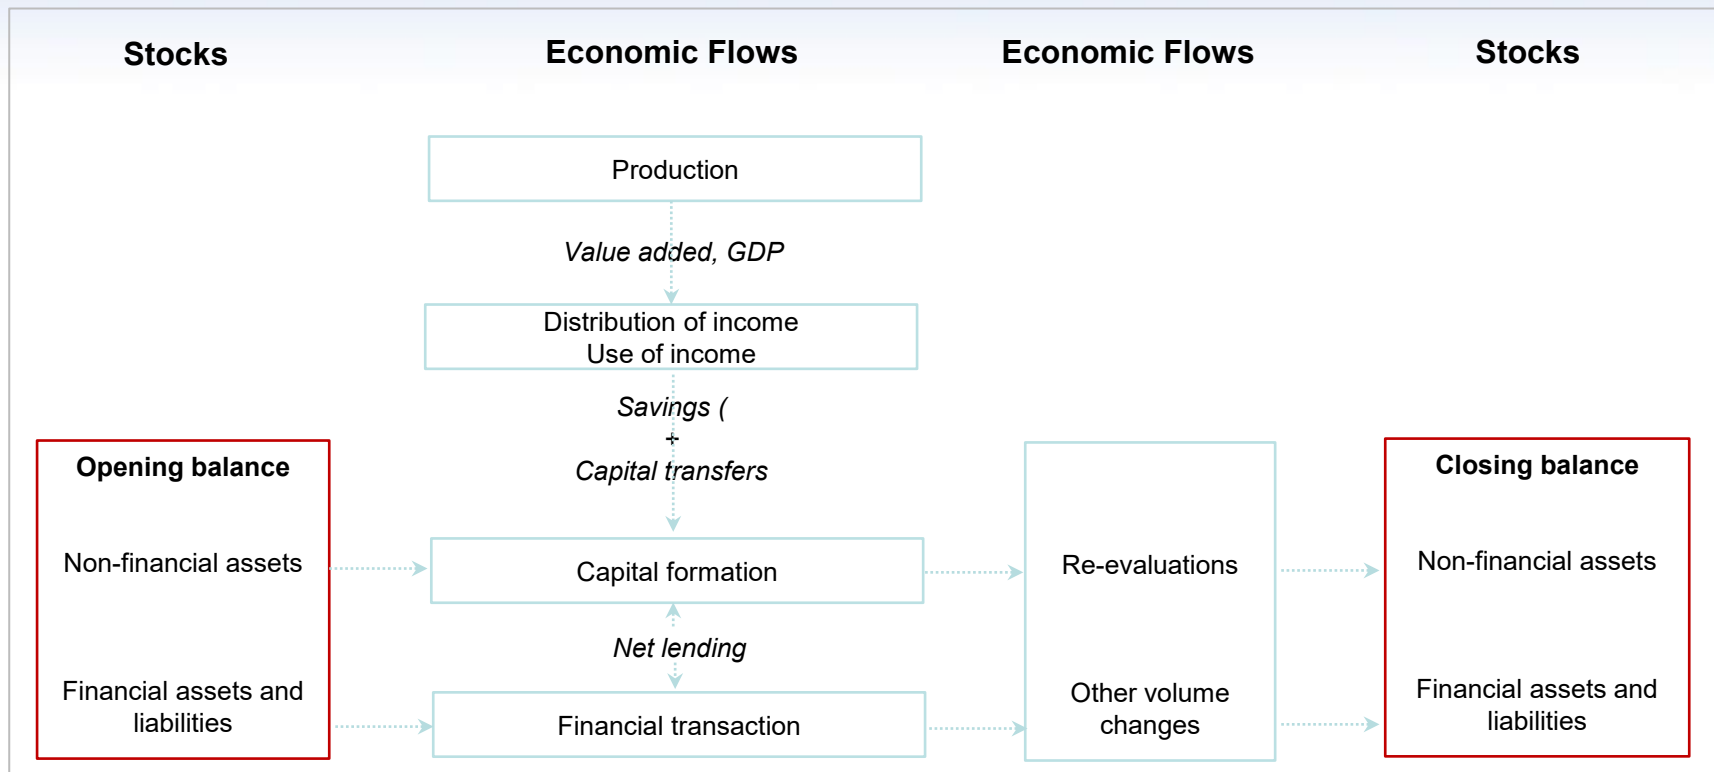 Stocks
Economic Flows
Economic Flows
Stocks
Production
Value added, GDP
Distribution of income
Use of income
Savings (
+
Capital transfers
Opening balance
Non-financial assets
Financial assets and
liabilities
Capital formation
Net lending
Financial transaction
Re-evaluations
Other volume
changes
Closing balance
Non-financial assets
Financial assets and
liabilities